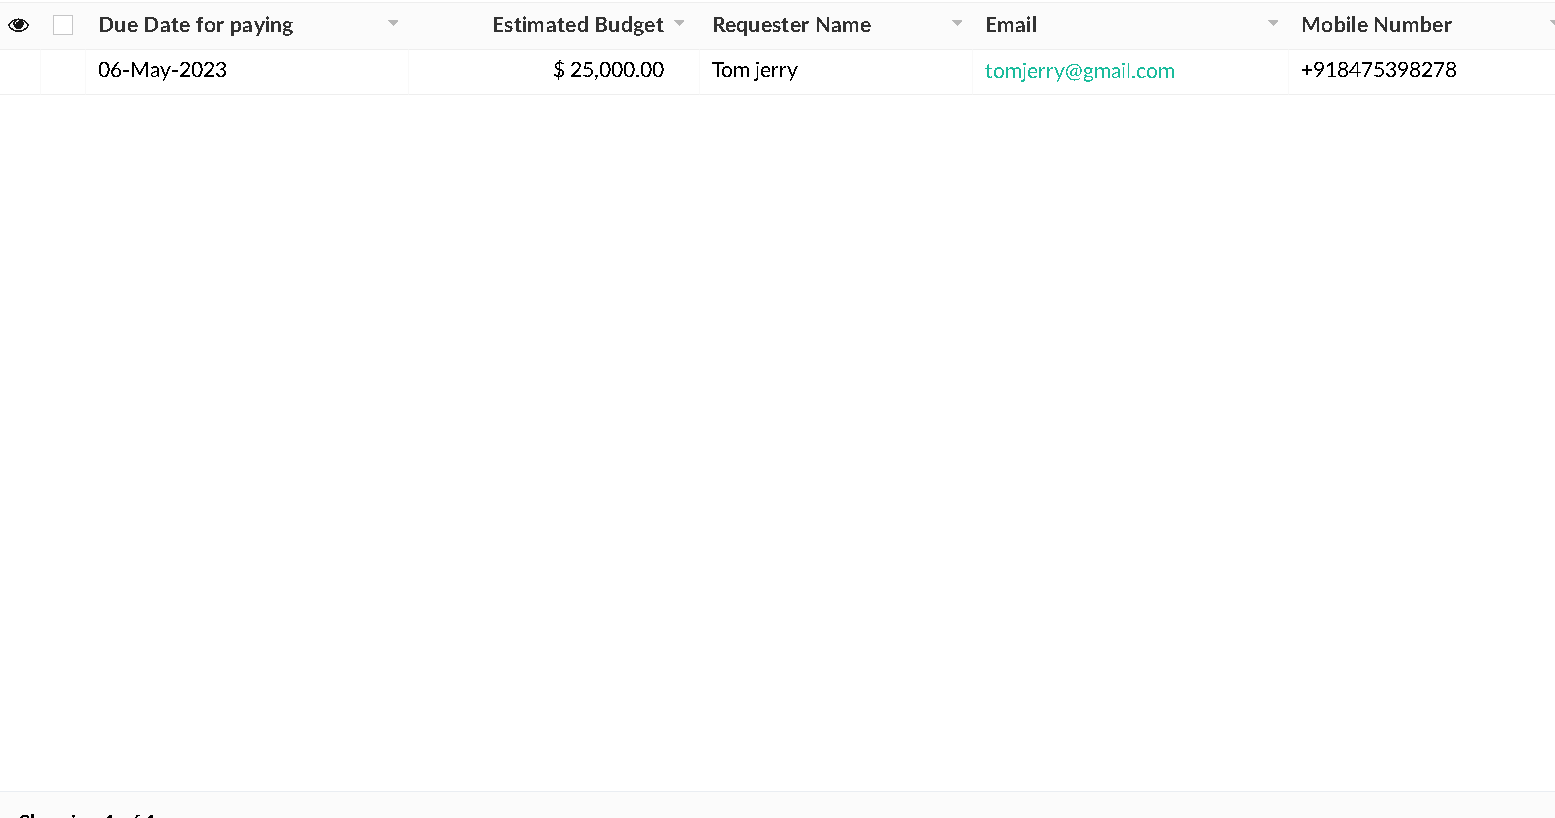 Due Date for paying Estimated Budget Requester Name Email Mobile Number
06-May-2023 $ 25,000.00 Tom jerry tomjerry@gmail.com +918475398278